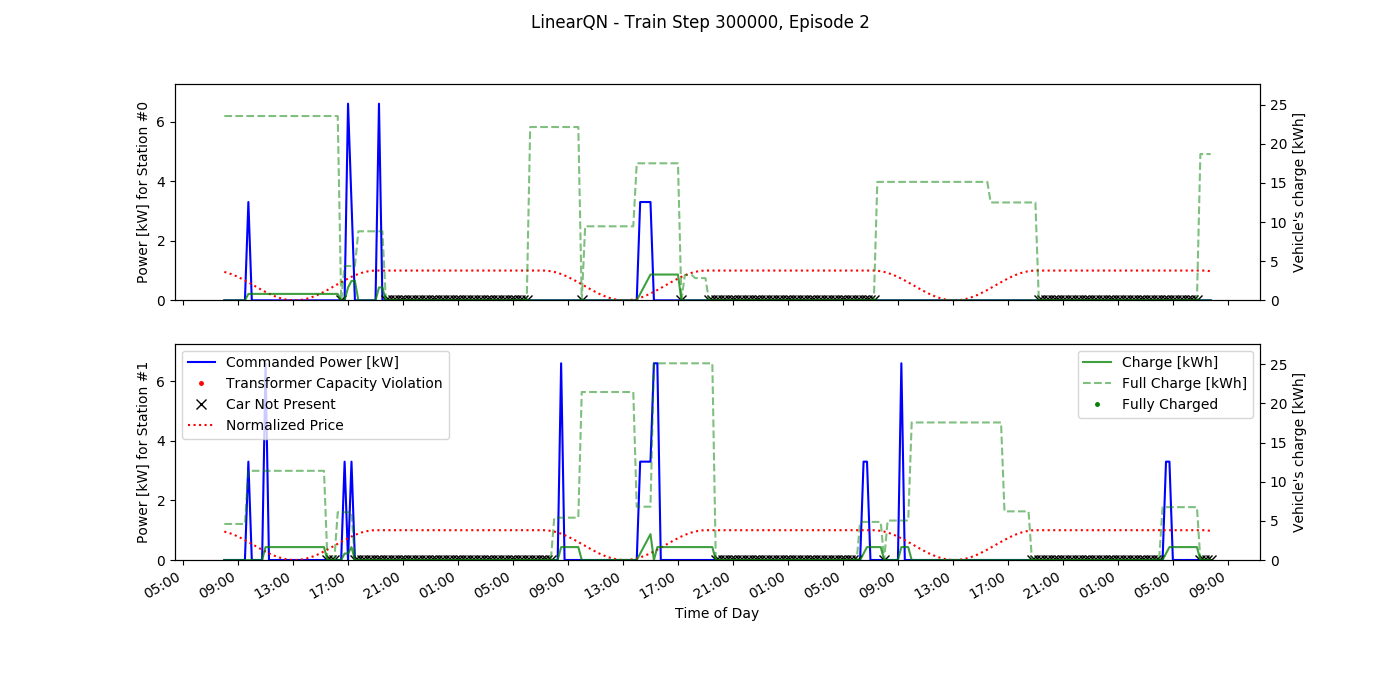 LinearQN - Train Step 300000, Episode 2
Power [kW] for Station #0
6
4
2
0
25
20
15
10
5
0
Vehicle's charge [kWh]
Power [kW] for Station #1
6
4
2
0
Commanded Power [kW]
Transformer Capacity Violation
Car Not Present
Normalized Price
Charge [kWh]
Full Charge [kWh]
Fully Charged
25
20
15
10
5
0
Vehicle's charge [kWh]
05:00 09:00 13:00 17:00 21:00 01:00 05:00 09:00 13:00 17:00 21:00 01:00 05:00 09:00 13:00 17:00 21:00 01:00 05:00 09:00
Time of Day